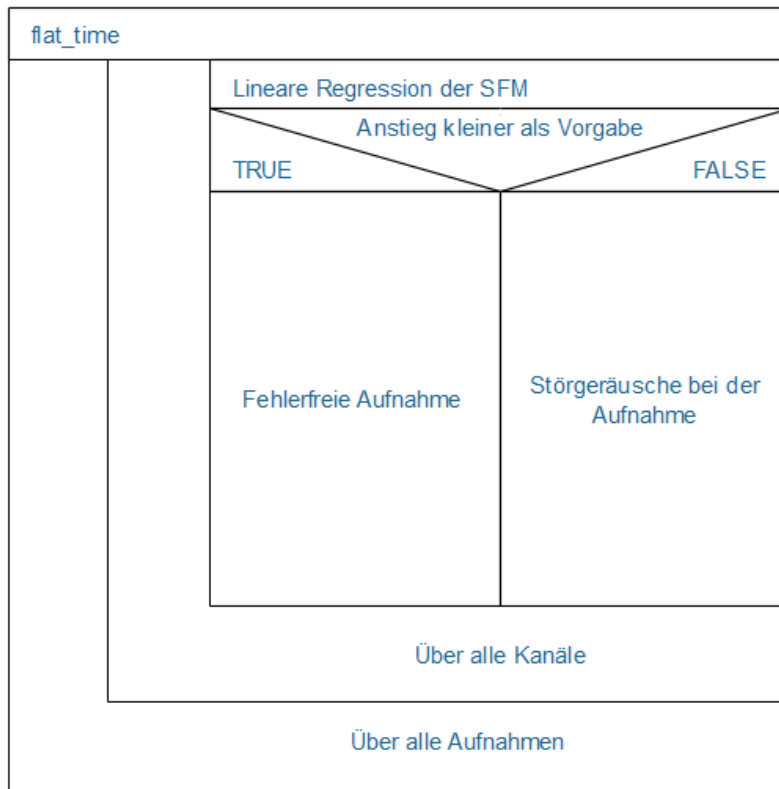 flat_time
Lineare Regression der SFM
Anstieg kleiner als Vorgabe
TRUE
FALSE
Fehlerfreie Aufnahme
Störgeräusche bei der
Aufnahme
Über alle Kanäle
Über alle Aufnahmen